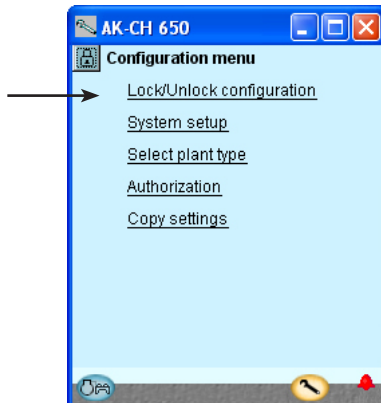 AK-CH 650
Configuration menu
Lock/Unlock configuration
System setup
Select plant type
Authorization
Copy settings